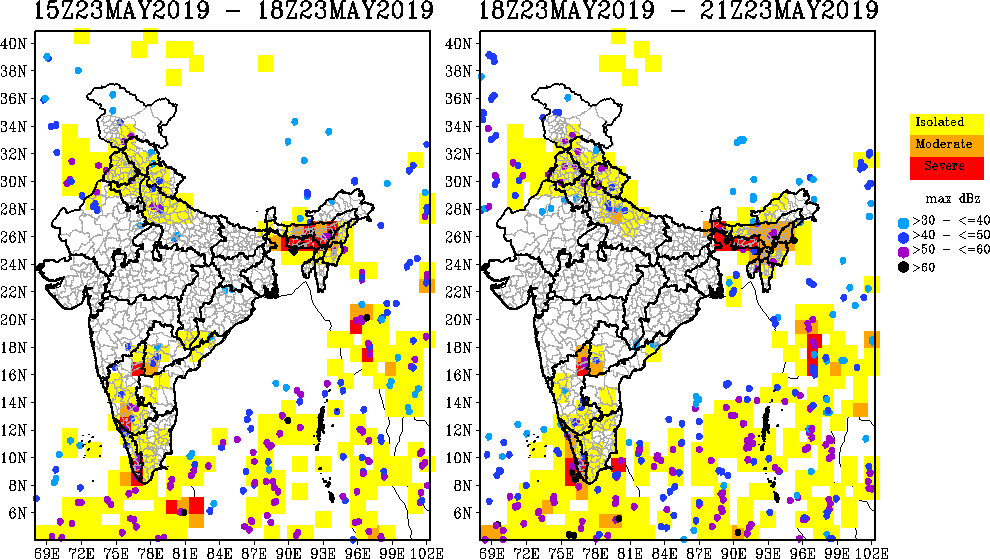 15Z23MAY2019 - 18Z23MAY2019
18Z23MAY2019 - 21Z23MAY2019
40N
38N
36N
34N
32N
30N
28N
26N
24N
22N
20N
18N
16N
14N
12N
10N
8N
6N
69E 72E 75E 78E 81E 84E 87E 90E 93E 96E 99E 102E
40N
38N
36N
34N
32N
30N
28N
26N
24N
22N
20N
18N
16N
14N
12N
10N
8N
6N
69E 72E 75E 78E 81E 84E 87E 90E 93E 96E 99E 102E
Isolated
Moderate
Severe
max dBz
>30 - <=40
>40 - <=50
>50 - <=60
>60